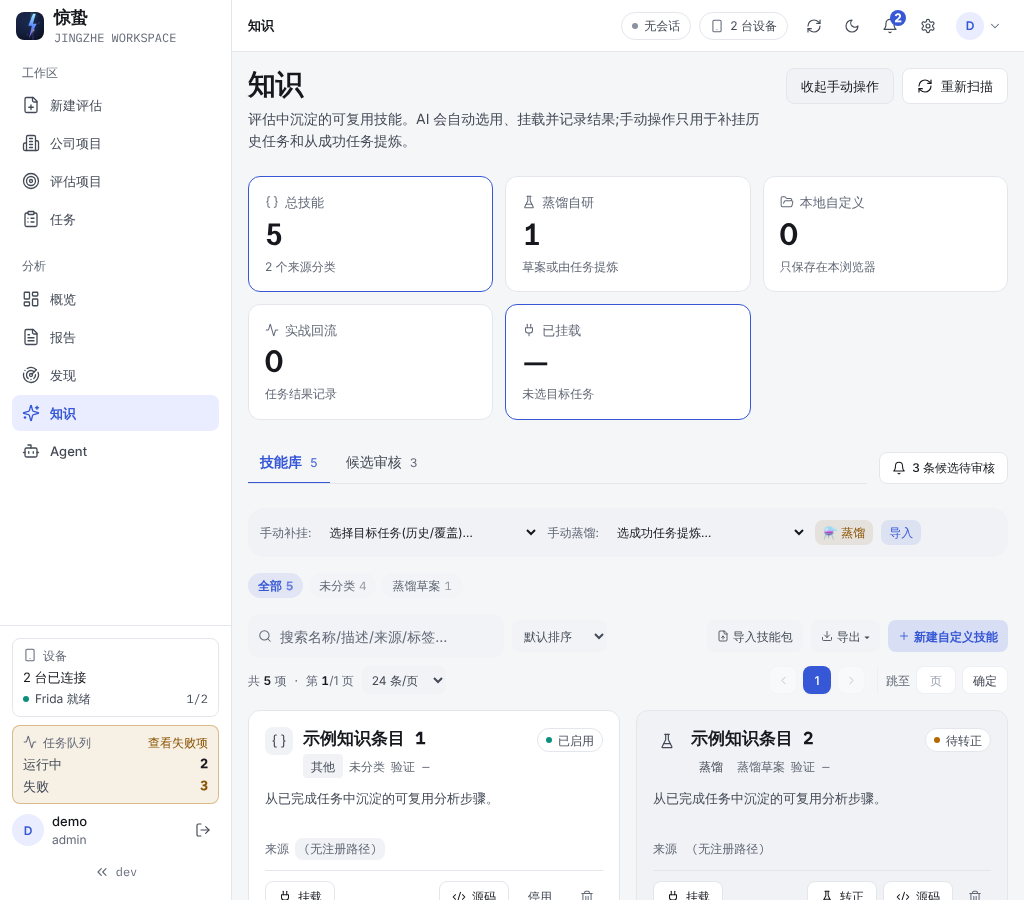 惊蛰
JINGZHE WORKSPACE
工作区
新建评估
公司项目
评估项目
任务
分析
概览
报告
发现
知识
Agent
设备
2 台已连接
Frida 就绪 1/2
任务队列 查看失败项
运行中 2
失败 3
D demo
admin
dev
知识
无会话
2 台设备
2
D
知识
收起手动操作
重新扫描
评估中沉淀的可复用技能。AI 会自动选用、挂载并记录结果;手动操作只用于补挂历
史任务和从成功任务提炼。
总技能
5
2 个来源分类
蒸馏自研
1
草案或由任务提炼
本地自定义
0
只保存在本浏览器
实战回流
0
任务结果记录
已挂载
—
未选目标任务
技能库 5
候选审核 3
3 条候选待审核
手动补挂: 选择目标任务(历史/覆盖)... 手动蒸馏: 选成功任务提炼... 蒸馏 导入
全部 5 未分类 4 蒸馏草案 1
搜索名称/描述/来源/标签... 默认排序 导入技能包 导出 新建自定义技能
共 5 项 · 第 1/1 页 24 条/页 1 跳至 页 确定
示例知识条目 1
已启用
其他 未分类 验证 —
从已完成任务中沉淀的可复用分析步骤。
来源 (无注册路径)
挂载 源码 停用
示例知识条目 2
待转正
蒸馏 蒸馏草案 验证 —
从已完成任务中沉淀的可复用分析步骤。
来源 (无注册路径)
挂载 转正 源码